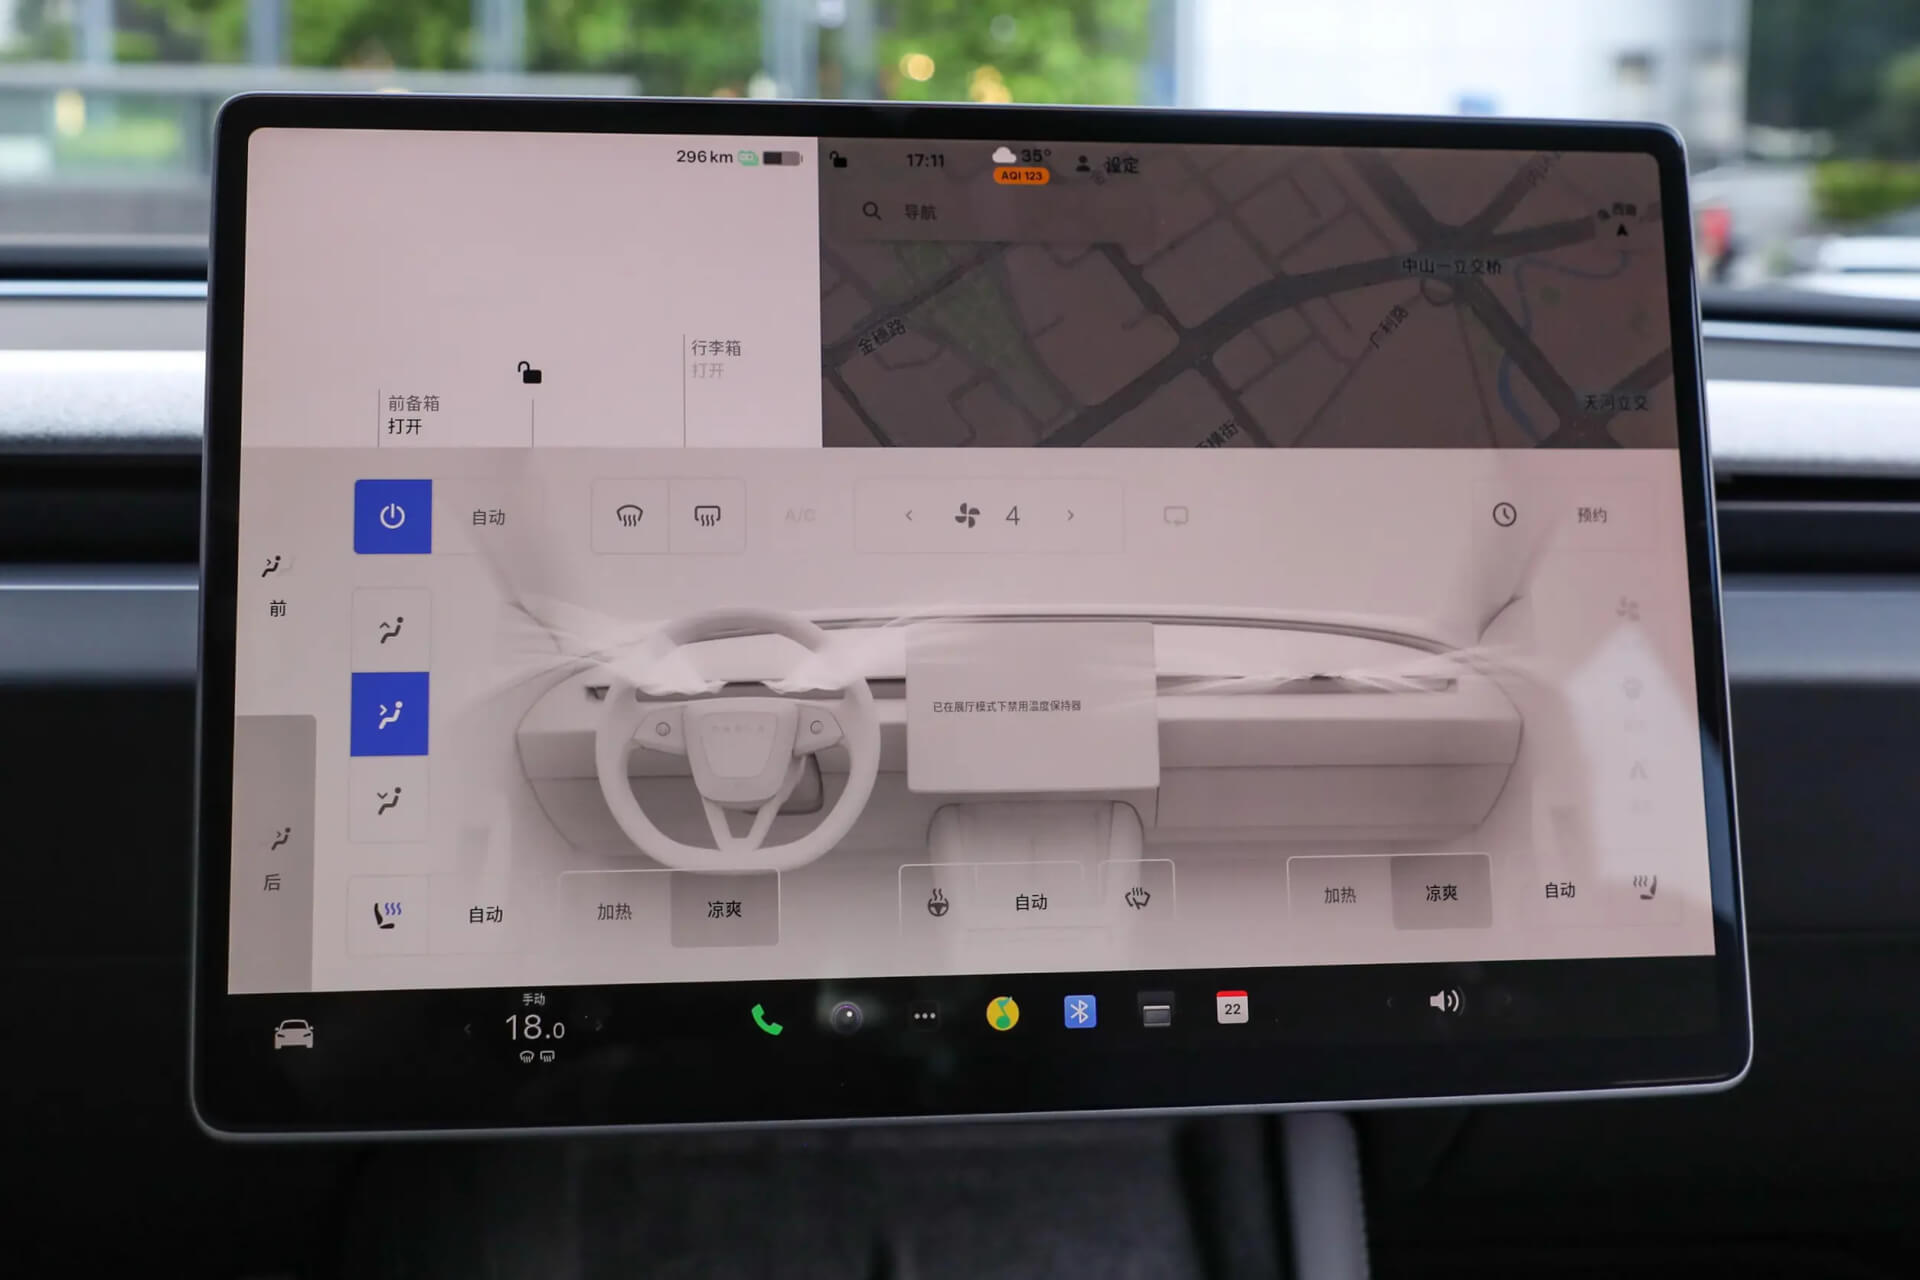 296 km
17:11
35°
AQI 123
设定
导航
中山一立交桥
金穗路
广利路
天河立交
行李箱
打开
前备箱
打开
自动
A/C
4
预约
前
已在展厅模式下禁用温度保持器
后
自动
加热
凉爽
自动
加热
凉爽
自动
手动
18.0
22